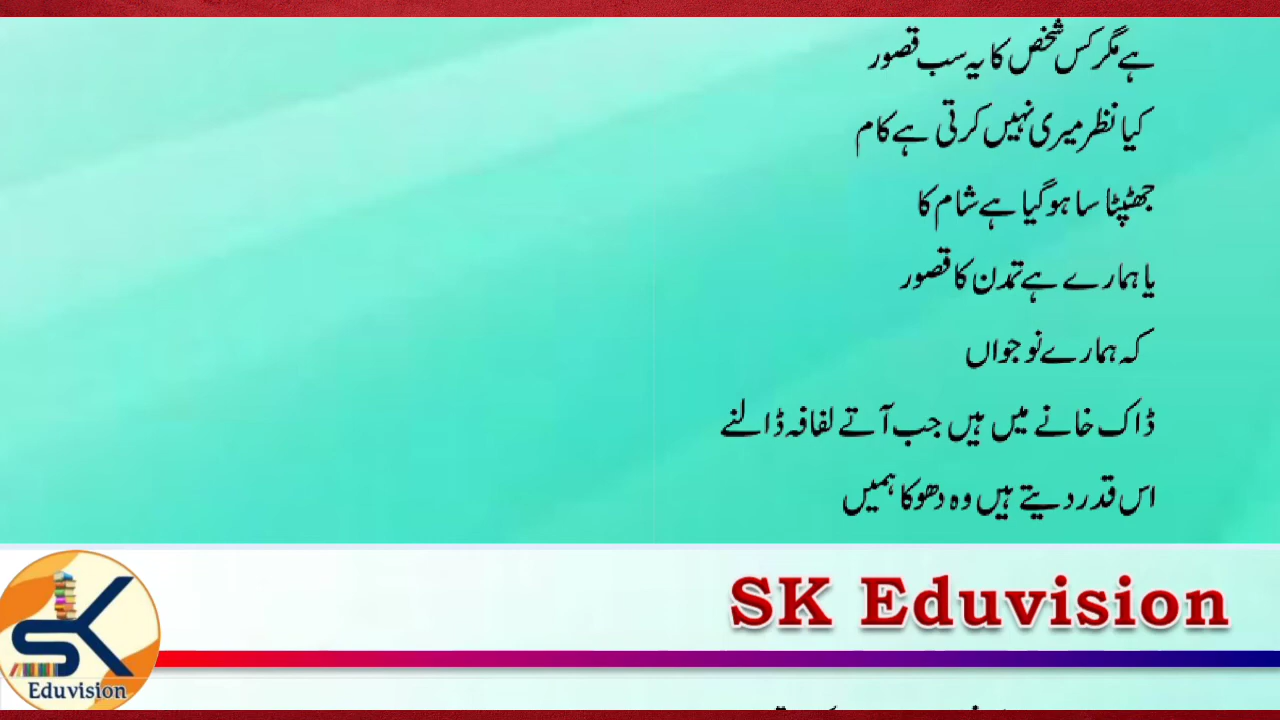 ہے مگر کس شخص کا یہ سب قصور
کیا نظر میری نہیں کرتی ہے کام
جھٹپٹا سا ہو گیا ہے شام کا
یا ہمارے ہے تمدن کا قصور
کہ ہمارے نوجواں
ڈاک خانے میں ہیں جب آتے لفافہ ڈالنے
اس قدر دیتے ہیں وہ دھوکا ہمیں
SK Eduvision
SK
Eduvision